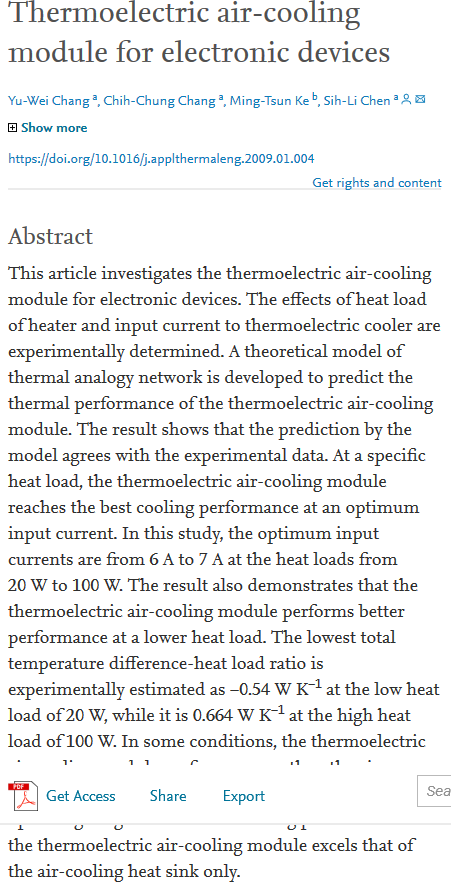 Thermoelectric air-cooling
module for electronic devices
Yu-Wei Chang a, Chih-Chung Chang a, Ming-Tsun Ke b, Sih-Li Chen a
Show more
https://doi.org/10.1016/j.applthermaleng.2009.01.004
Get rights and content
Abstract
This article investigates the thermoelectric air-cooling
module for electronic devices. The effects of heat load
of heater and input current to thermoelectric cooler are
experimentally determined. A theoretical model of
thermal analogy network is developed to predict the
thermal performance of the thermoelectric air-cooling
module. The result shows that the prediction by the
model agrees with the experimental data. At a specific
heat load, the thermoelectric air-cooling module
reaches the best cooling performance at an optimum
input current. In this study, the optimum input
currents are from 6 A to 7 A at the heat loads from
20 W to 100 W. The result also demonstrates that the
thermoelectric air-cooling module performs better
performance at a lower heat load. The lowest total
temperature difference-heat load ratio is
experimentally estimated as −0.54 W K−1 at the low heat
load of 20 W, while it is 0.664 W K−1 at the high heat
load of 100 W. In some conditions, the thermoelectric
PDF
Get Access
Share
Export
Sea
the thermoelectric air-cooling module excels that of
the air-cooling heat sink only.